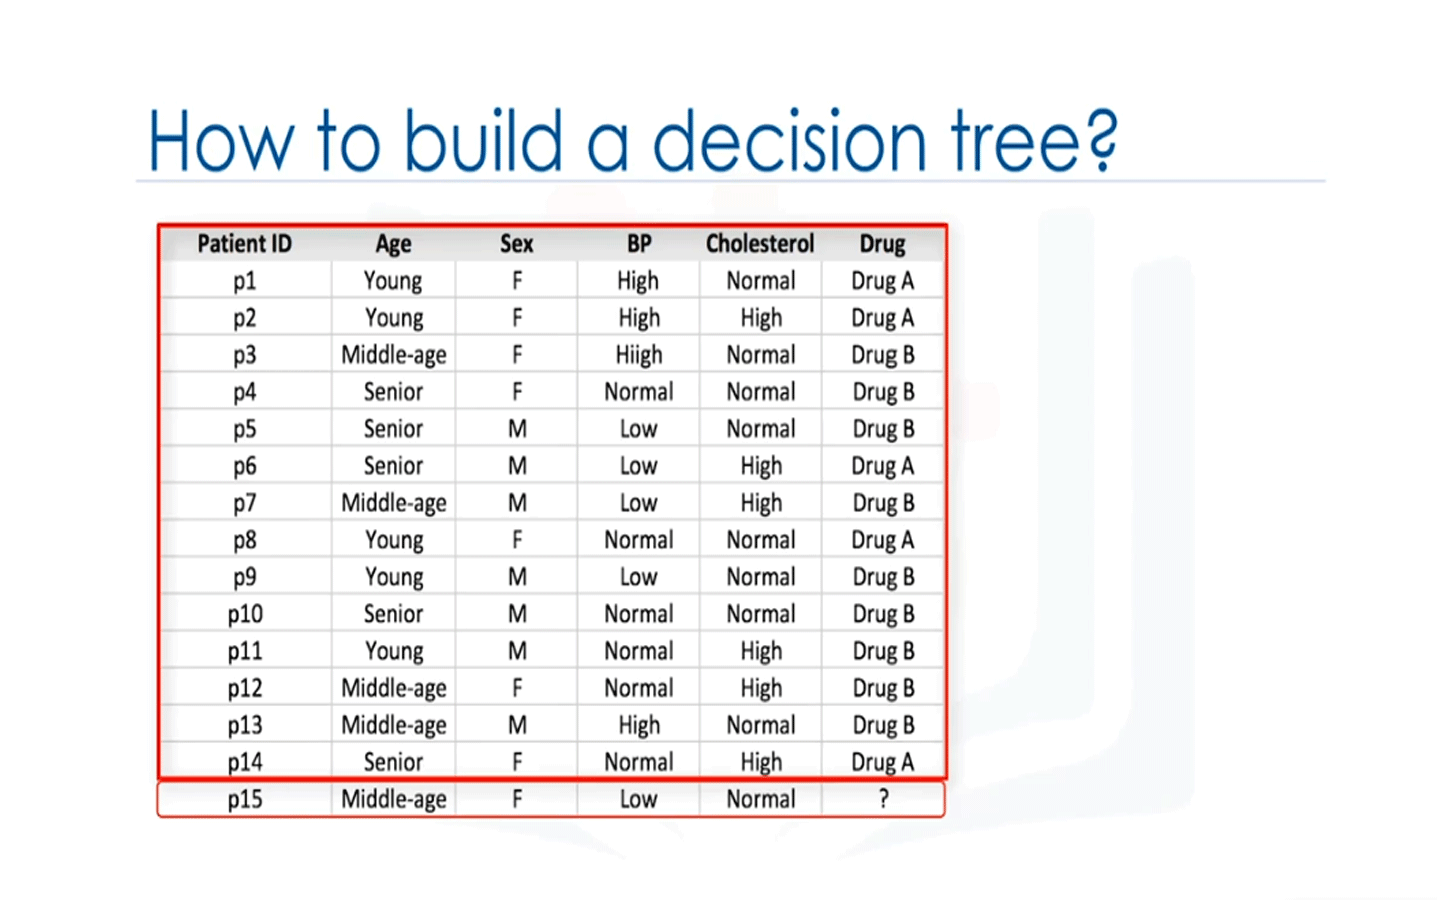 How to build a decision tree?
Patient ID Age Sex BP Cholesterol Drug
p1 Young F High Normal Drug A
p2 Young F High High Drug A
p3 Middle-age F Hiigh Normal Drug B
p4 Senior F Normal Normal Drug B
p5 Senior M Low Normal Drug B
p6 Senior M Low High Drug A
p7 Middle-age M Low High Drug B
p8 Young F Normal Normal Drug A
p9 Young M Low Normal Drug B
p10 Senior M Normal Normal Drug B
p11 Young M Normal High Drug B
p12 Middle-age F Normal High Drug B
p13 Middle-age M High Normal Drug B
p14 Senior F Normal High Drug A
p15 Middle-age F Low Normal ?